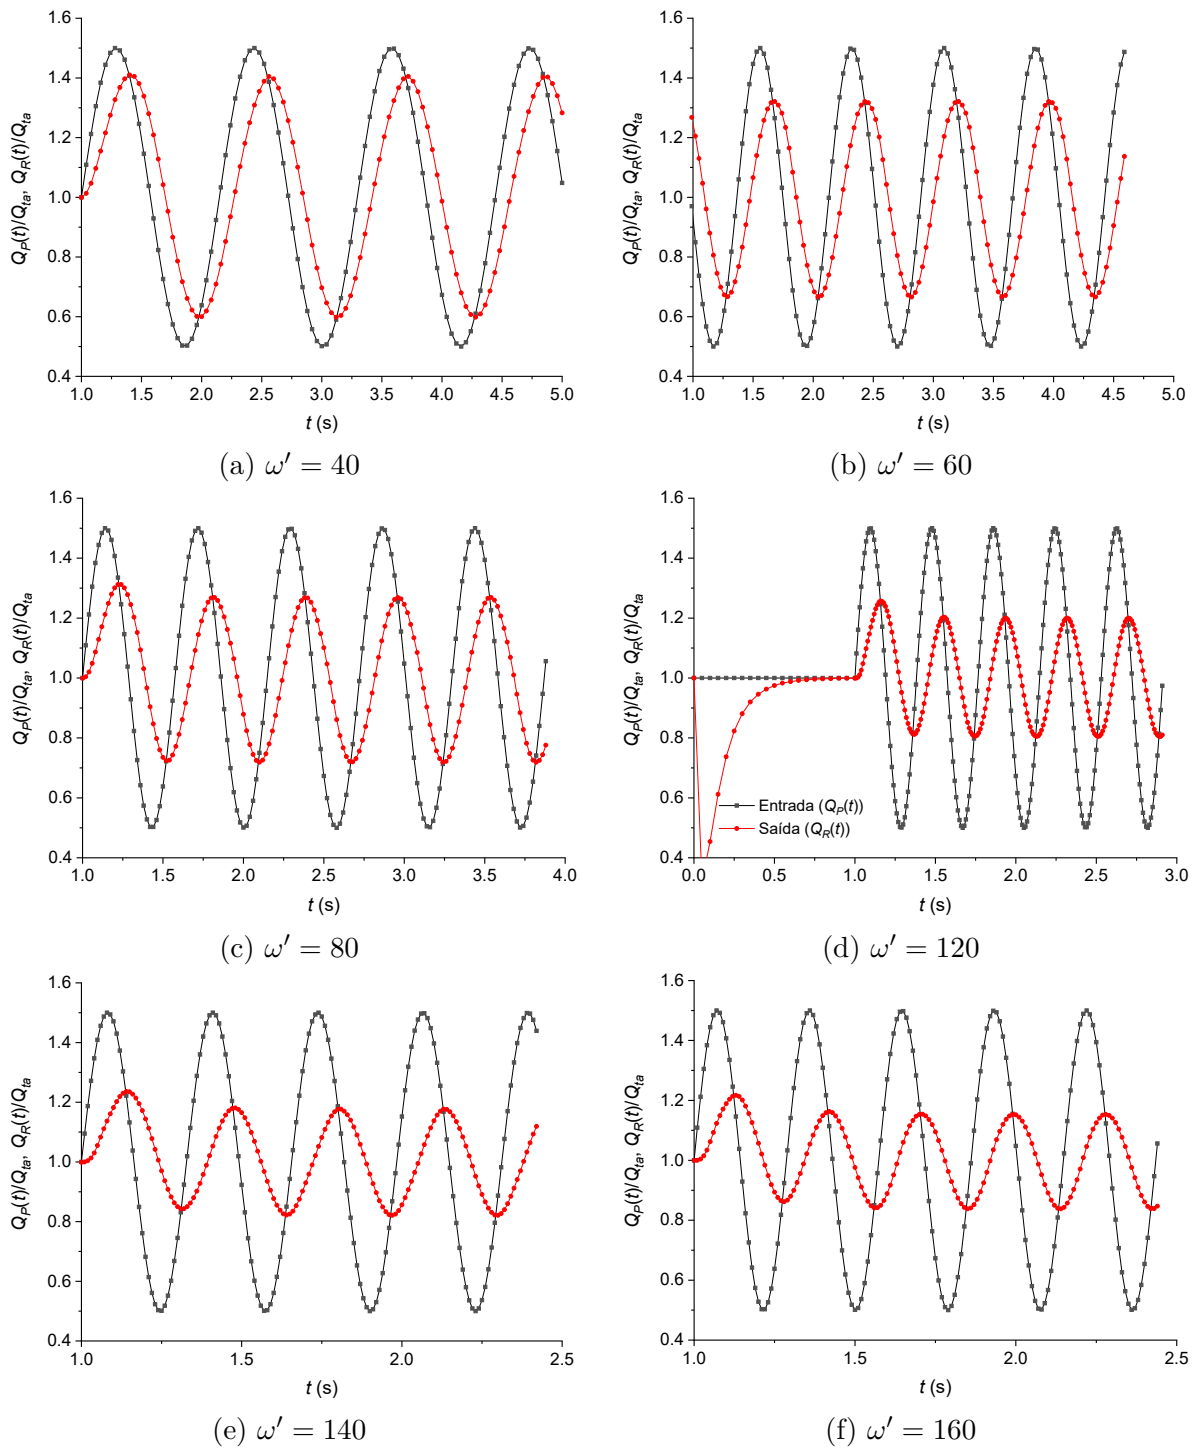 1.6
1.4
1.2
1.0
0.8
0.6
0.4
Q_P(t)/Q_ta, Q_R(t)/Q_ta
1.0 1.5 2.0 2.5 3.0 3.5 4.0 4.5 5.0
t (s)
(a) ω′ = 40
1.6
1.4
1.2
1.0
0.8
0.6
0.4
Q_P(t)/Q_ta, Q_R(t)/Q_ta
1.0 1.5 2.0 2.5 3.0 3.5 4.0 4.5 5.0
t (s)
(b) ω′ = 60
1.6
1.4
1.2
1.0
0.8
0.6
0.4
Q_P(t)/Q_ta, Q_R(t)/Q_ta
1.0 1.5 2.0 2.5 3.0 3.5 4.0
t (s)
(c) ω′ = 80
1.6
1.4
1.2
1.0
0.8
0.6
0.4
Q_P(t)/Q_ta, Q_R(t)/Q_ta
Entrada (Q_P(t))
Saída (Q_R(t))
0.0 0.5 1.0 1.5 2.0 2.5 3.0
t (s)
(d) ω′ = 120
1.6
1.4
1.2
1.0
0.8
0.6
0.4
Q_P(t)/Q_ta, Q_R(t)/Q_ta
1.0 1.5 2.0 2.5
t (s)
(e) ω′ = 140
1.6
1.4
1.2
1.0
0.8
0.6
0.4
Q_P(t)/Q_ta, Q_R(t)/Q_ta
1.0 1.5 2.0 2.5
t (s)
(f) ω′ = 160